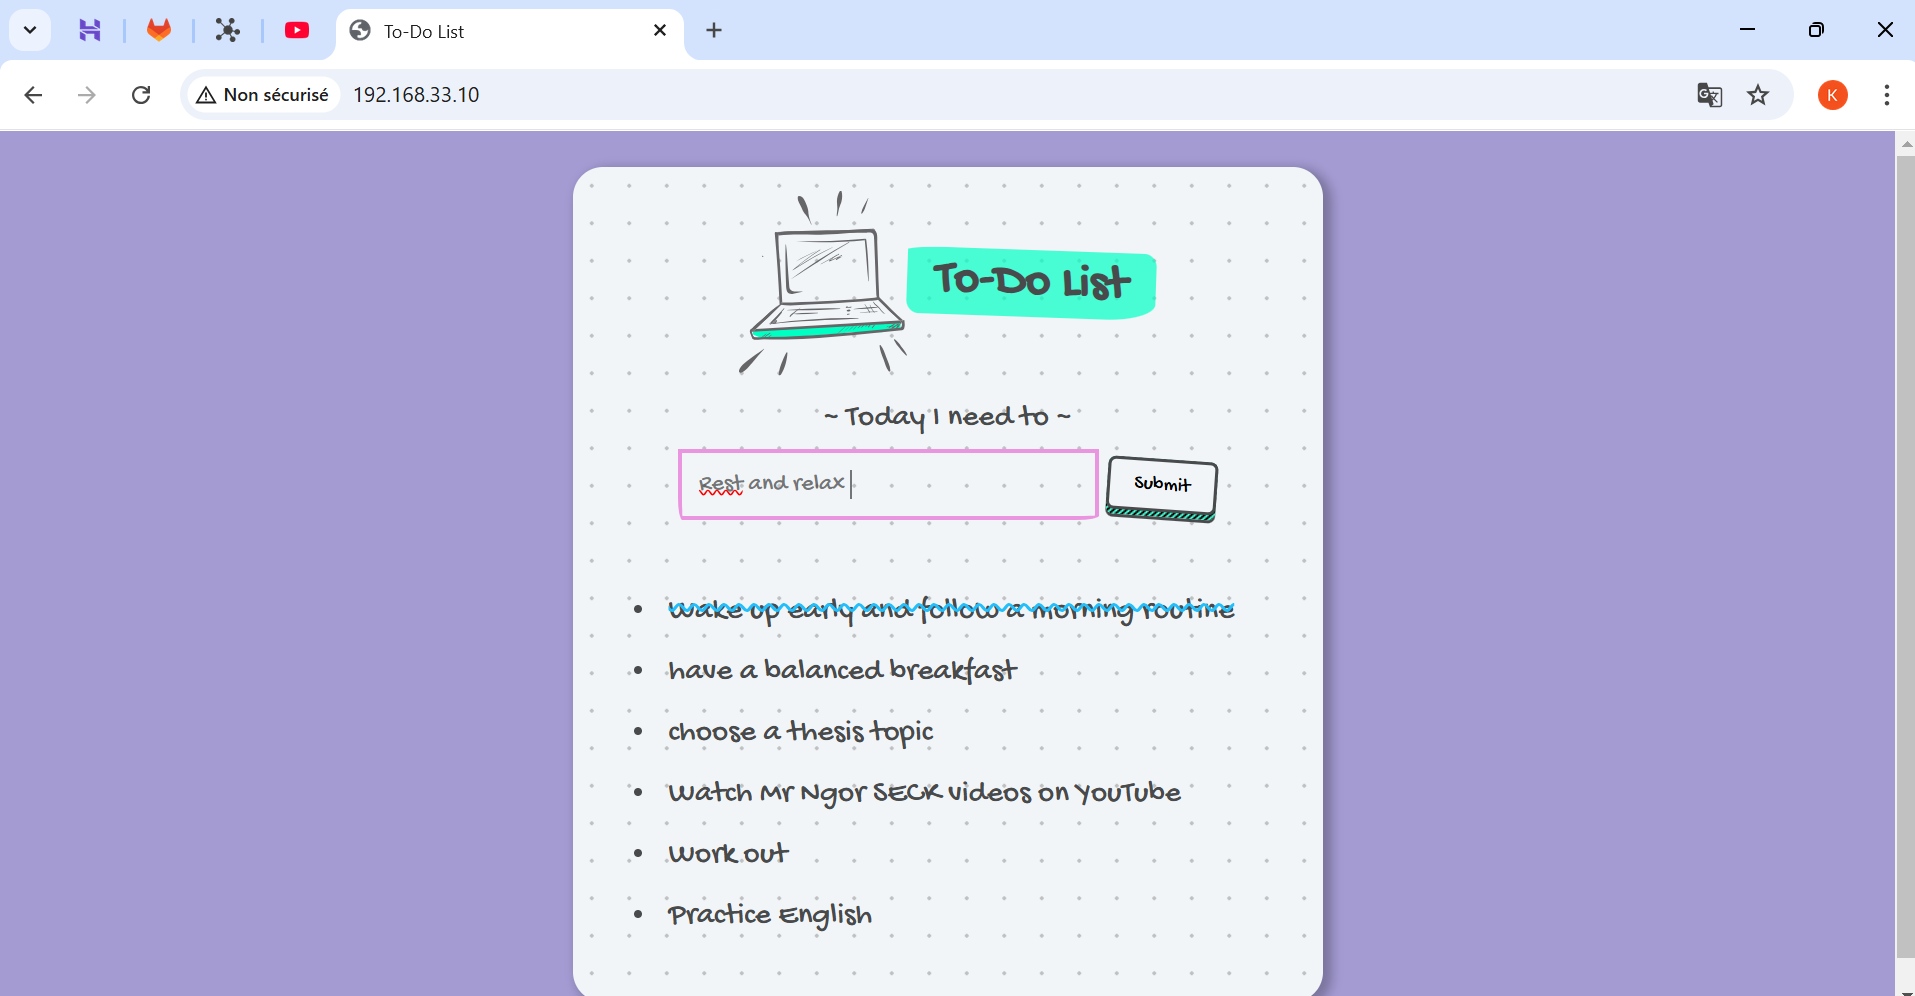 To-Do List
Non sécurisé
192.168.33.10
K
To-Do List
~ Today I need to ~
Rest and relax
Submit
Wake up early and follow a morning routine
have a balanced breakfast
choose a thesis topic
Watch Mr Ngor SECK videos on YouTube
Work out
Practice English